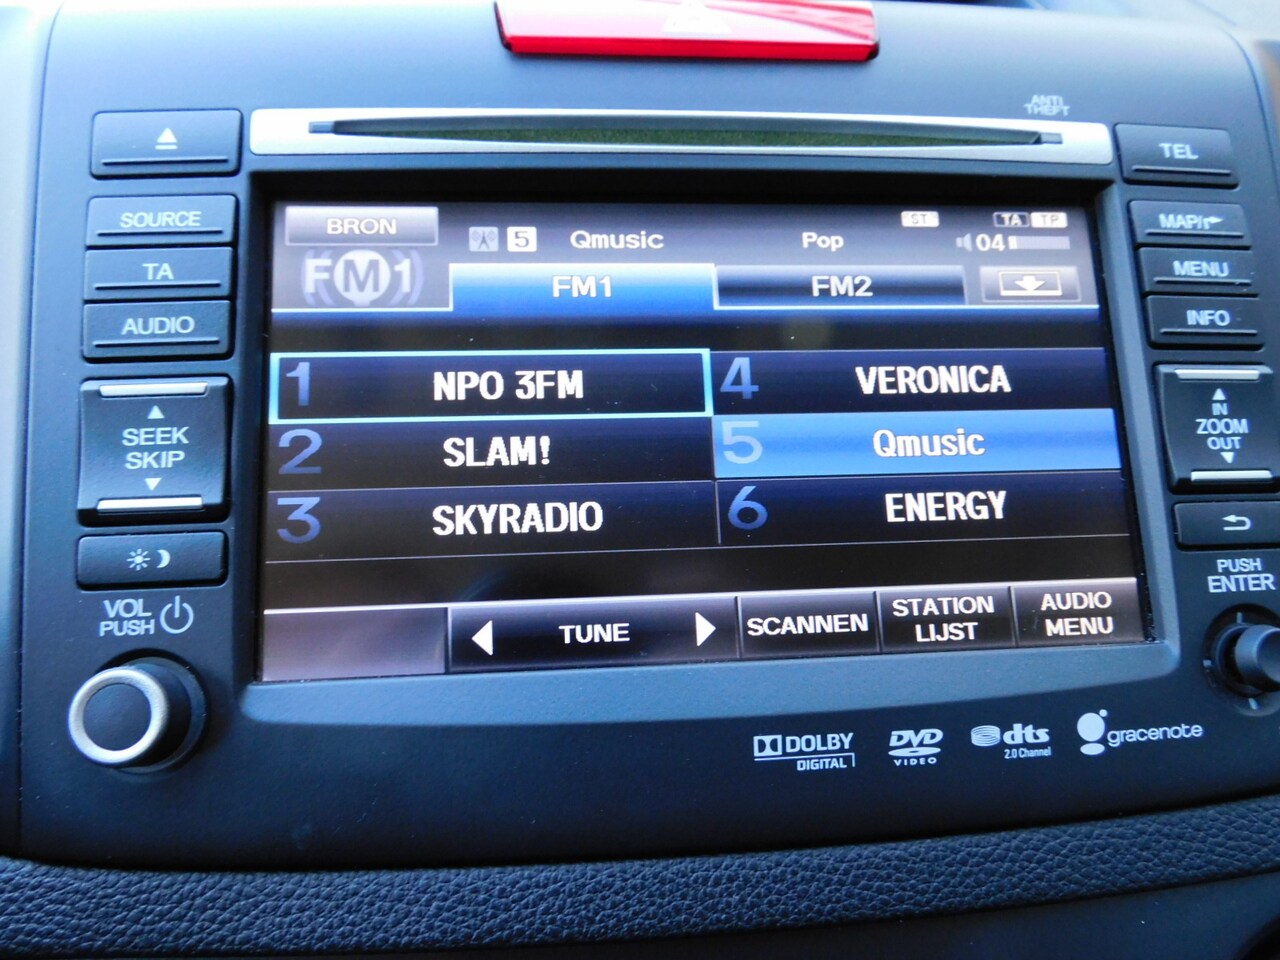 ANTI
THEFT
TEL
SOURCE
TA
AUDIO
SEEK
SKIP
VOL
PUSH
BRON
FM1
5
Qmusic
Pop
ST
TA
TP
04
FM1
FM2
1 NPO 3FM
2 SLAM!
3 SKYRADIO
4 VERONICA
5 Qmusic
6 ENERGY
TUNE
SCANNEN
STATION
LIJST
AUDIO
MENU
MAP/
MENU
INFO
IN
ZOOM
OUT
PUSH
ENTER
DOLBY
DIGITAL
DVD
VIDEO
dts
2.0 Channel
gracenote